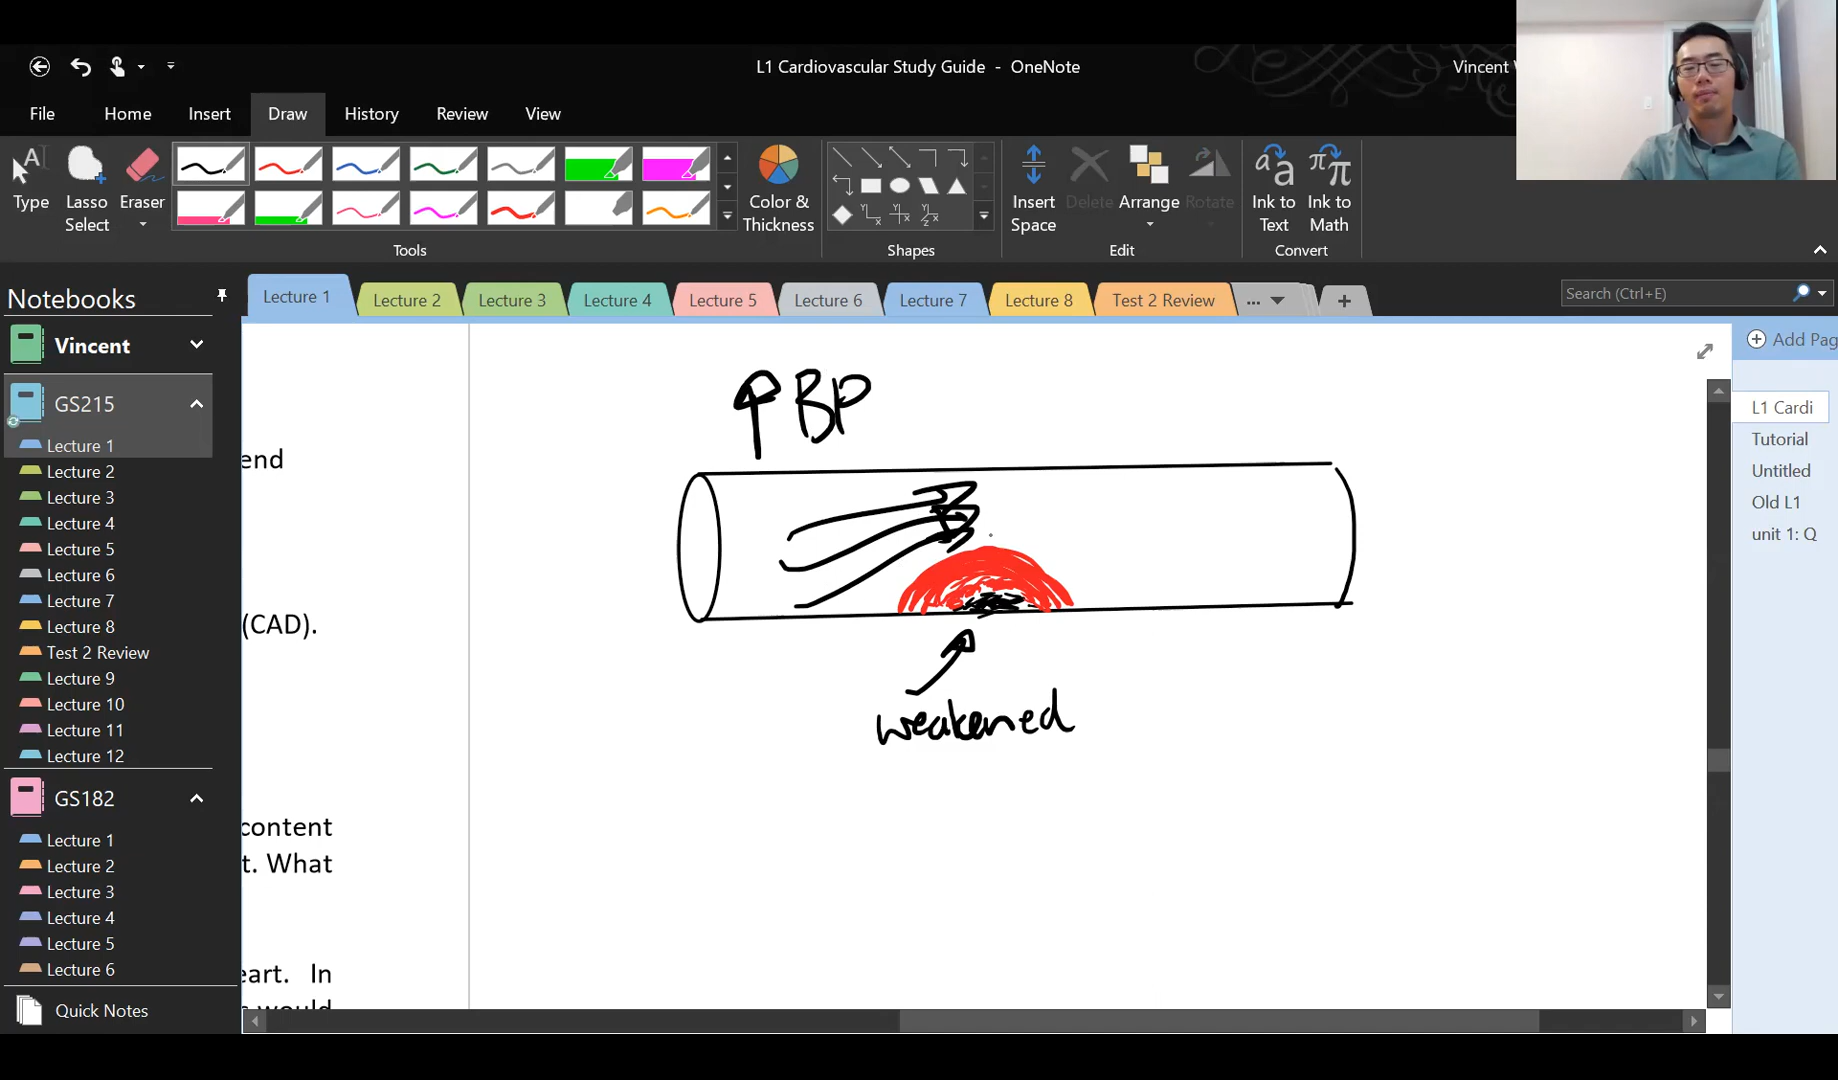 L1 Cardiovascular Study Guide - OneNote
Vincent
File Home Insert Draw History Review View
Type
Lasso Select
Eraser
Color & Thickness
Insert Space
Delete
Arrange
Rotate
Ink to Text
Ink to Math
Tools
Shapes
Edit
Convert
Notebooks
Lecture 1 Lecture 2 Lecture 3 Lecture 4 Lecture 5 Lecture 6 Lecture 7 Lecture 8 Test 2 Review ...
Search (Ctrl+E)
Vincent
GS215
Lecture 1
Lecture 2
Lecture 3
Lecture 4
Lecture 5
Lecture 6
Lecture 7
Lecture 8
Test 2 Review
Lecture 9
Lecture 10
Lecture 11
Lecture 12
GS182
Lecture 1
Lecture 2
Lecture 3
Lecture 4
Lecture 5
Lecture 6
Quick Notes
end
(CAD).
content
t. What
eart. In
would
↑BP
weakened
Add Pag
L1 Cardi
Tutorial
Untitled
Old L1
unit 1: Q